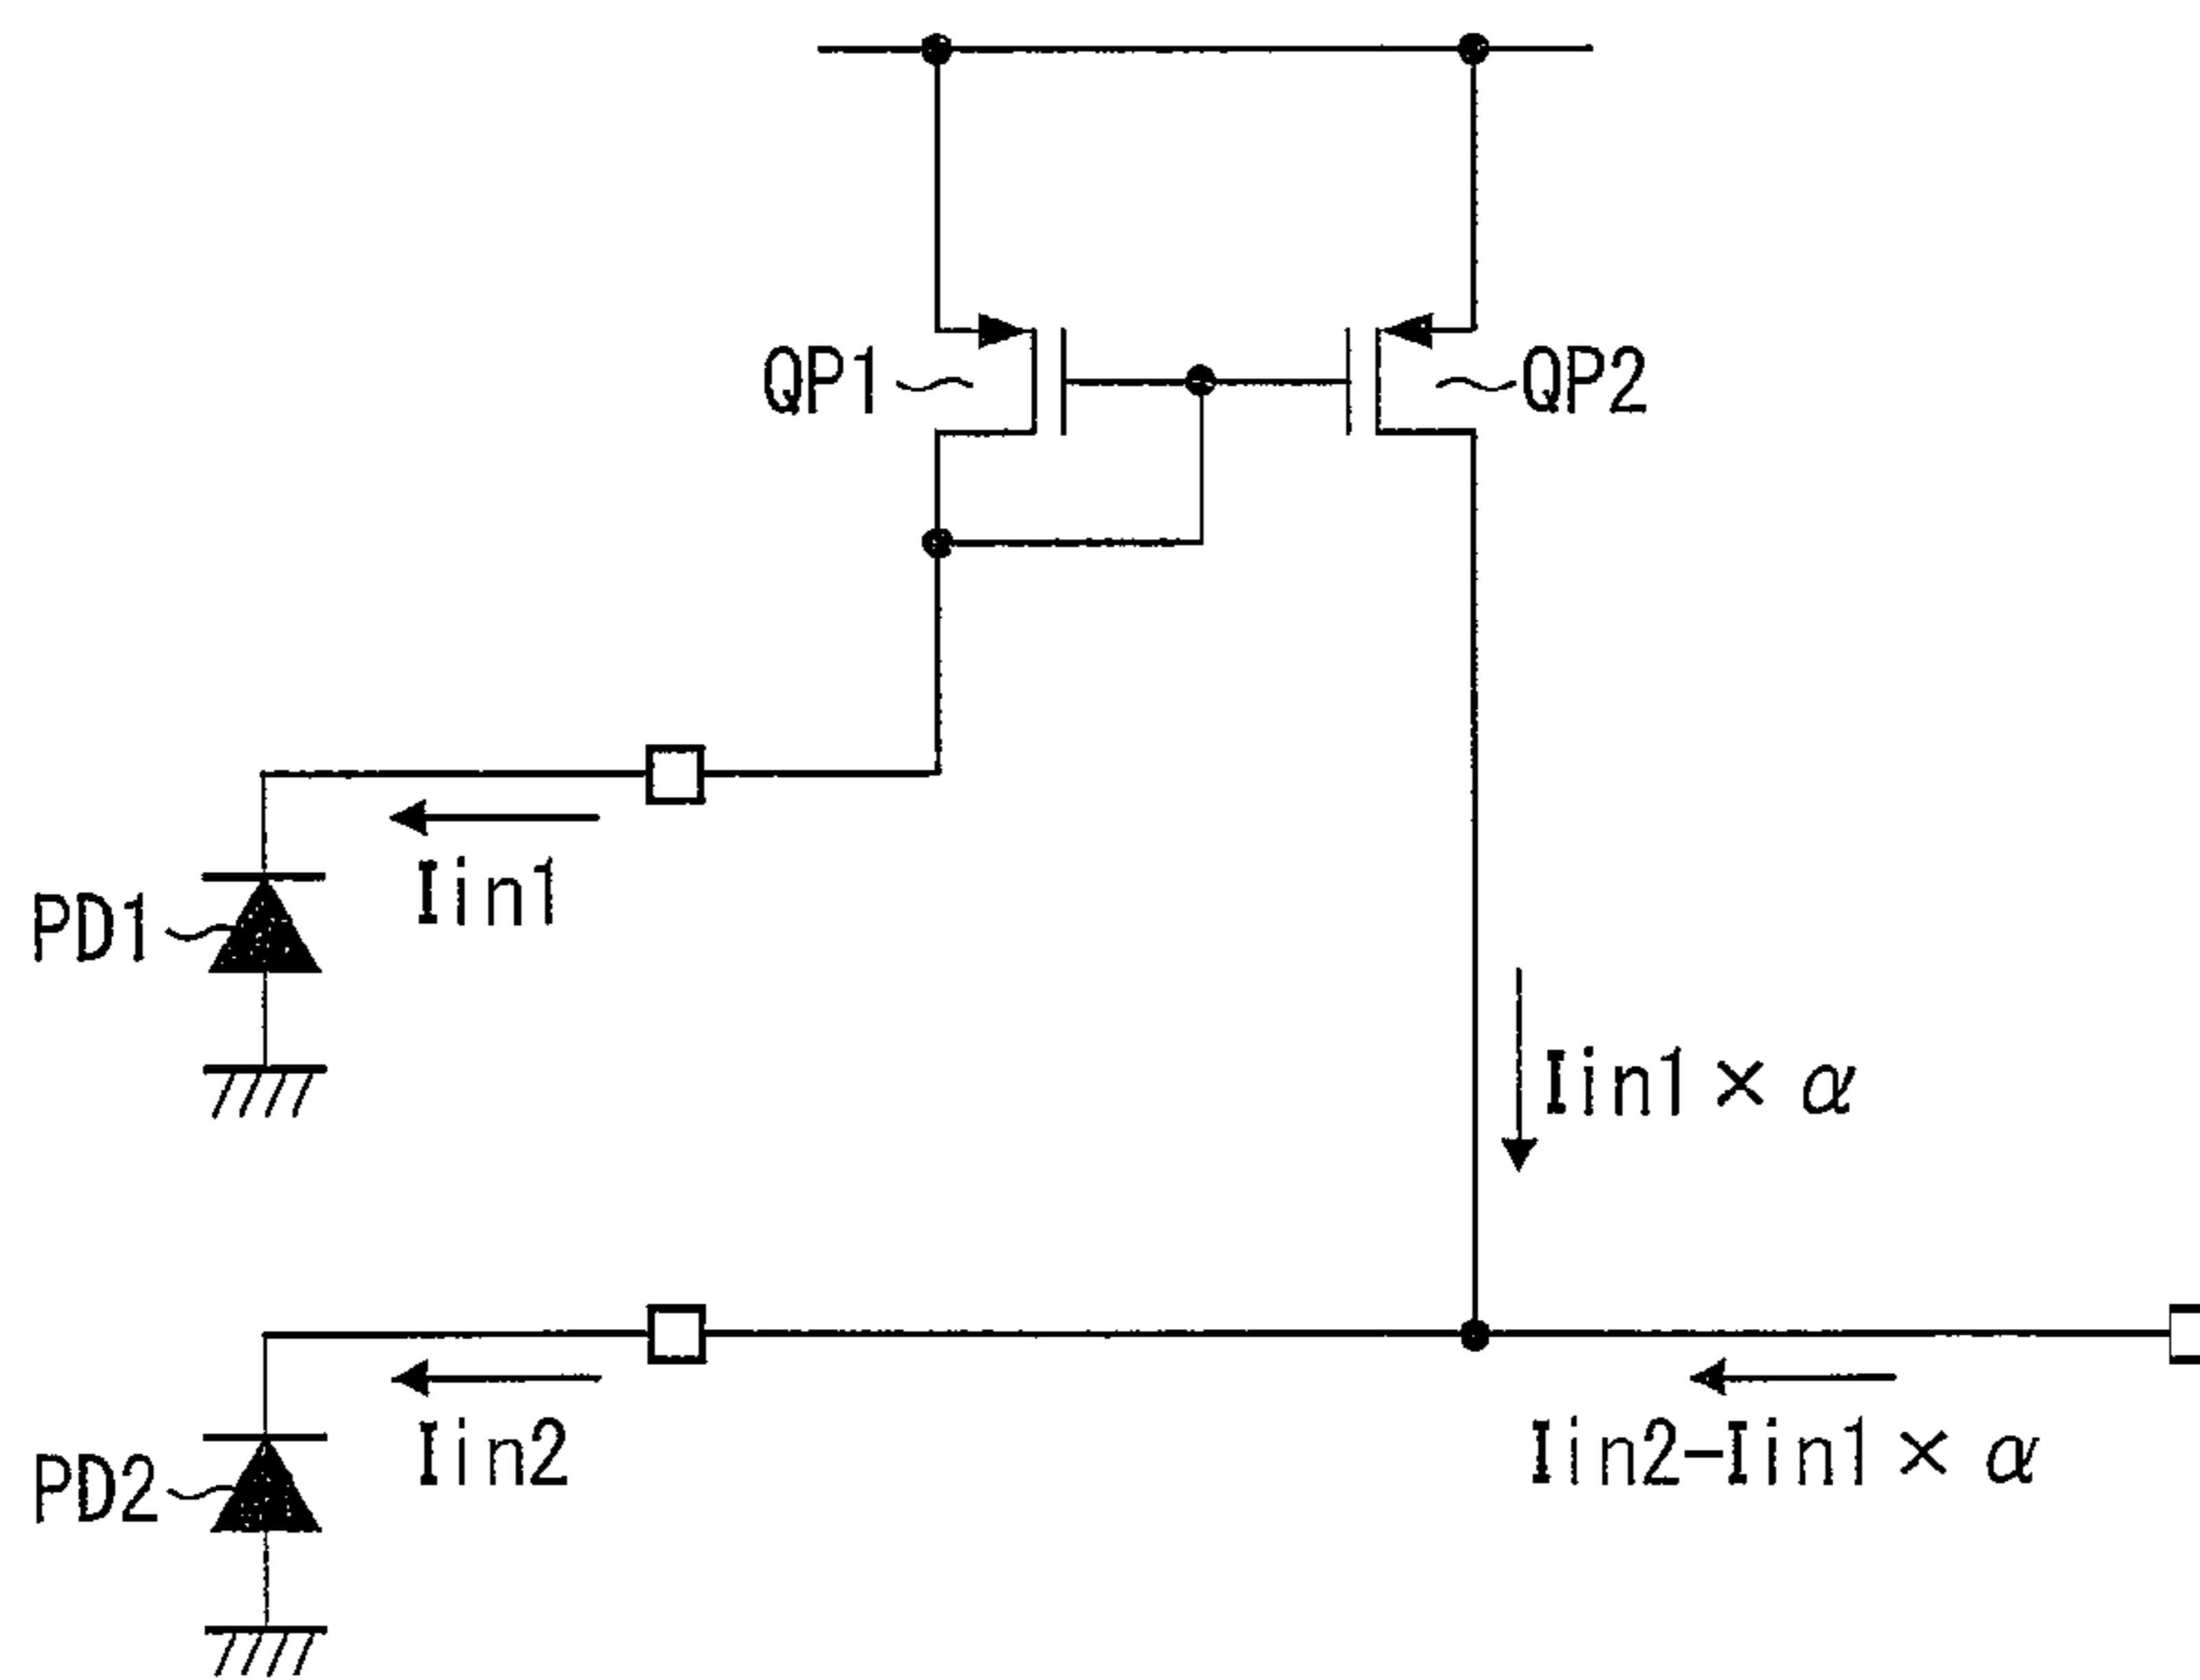 QP1
QP2
Iin1
PD1
Iin1×α
Iin2
Iin2-Iin1×α
PD2